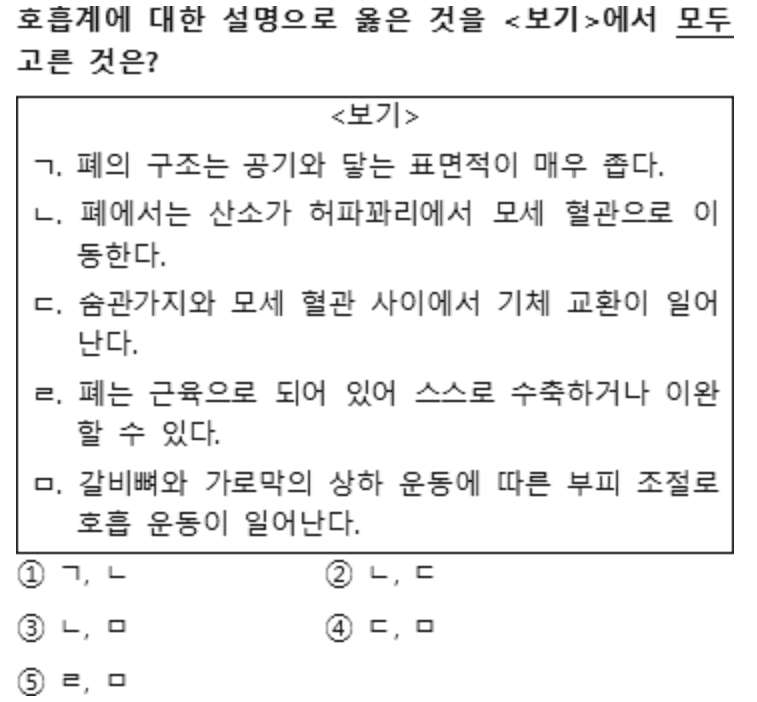 호흡계에 대한 설명으로 옳은 것을 <보기>에서 모두
고른 것은?
<보기>
ㄱ. 폐의 구조는 공기와 닿는 표면적이 매우 좁다.
ㄴ. 폐에서는 산소가 허파꽈리에서 모세 혈관으로 이
동한다.
ㄷ. 숨관가지와 모세 혈관 사이에서 기체 교환이 일어
난다.
ㄹ. 폐는 근육으로 되어 있어 스스로 수축하거나 이완
할 수 있다.
ㅁ. 갈비뼈와 가로막의 상하 운동에 따른 부피 조절로
호흡 운동이 일어난다.
① ㄱ, ㄴ ② ㄴ, ㄷ
③ ㄴ, ㅁ ④ ㄷ, ㅁ
⑤ ㄹ, ㅁ